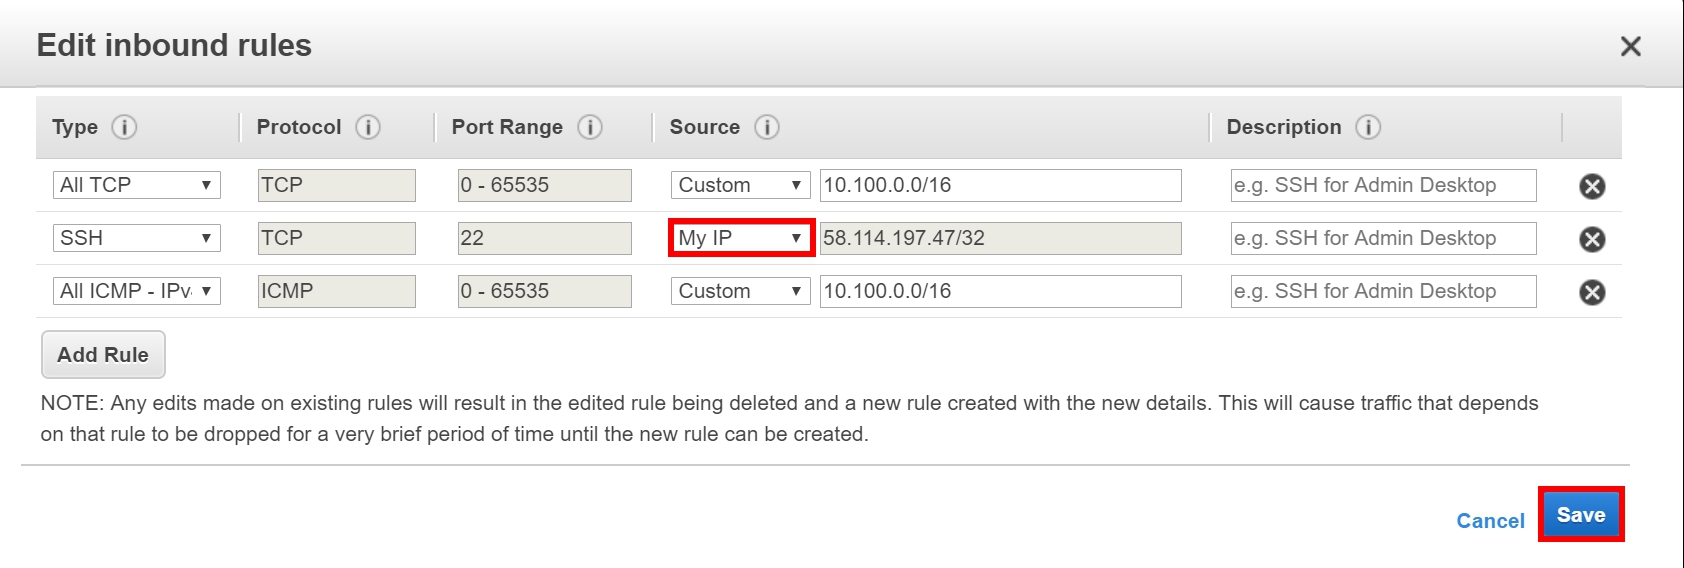 Edit inbound rules
Type Protocol Port Range Source Description
All TCP TCP 0 - 65535 Custom 10.100.0.0/16 e.g. SSH for Admin Desktop
SSH TCP 22 My IP 58.114.197.47/32 e.g. SSH for Admin Desktop
All ICMP - IPv ICMP 0 - 65535 Custom 10.100.0.0/16 e.g. SSH for Admin Desktop
Add Rule
NOTE: Any edits made on existing rules will result in the edited rule being deleted and a new rule created with the new details. This will cause traffic that depends
on that rule to be dropped for a very brief period of time until the new rule can be created.
Cancel Save